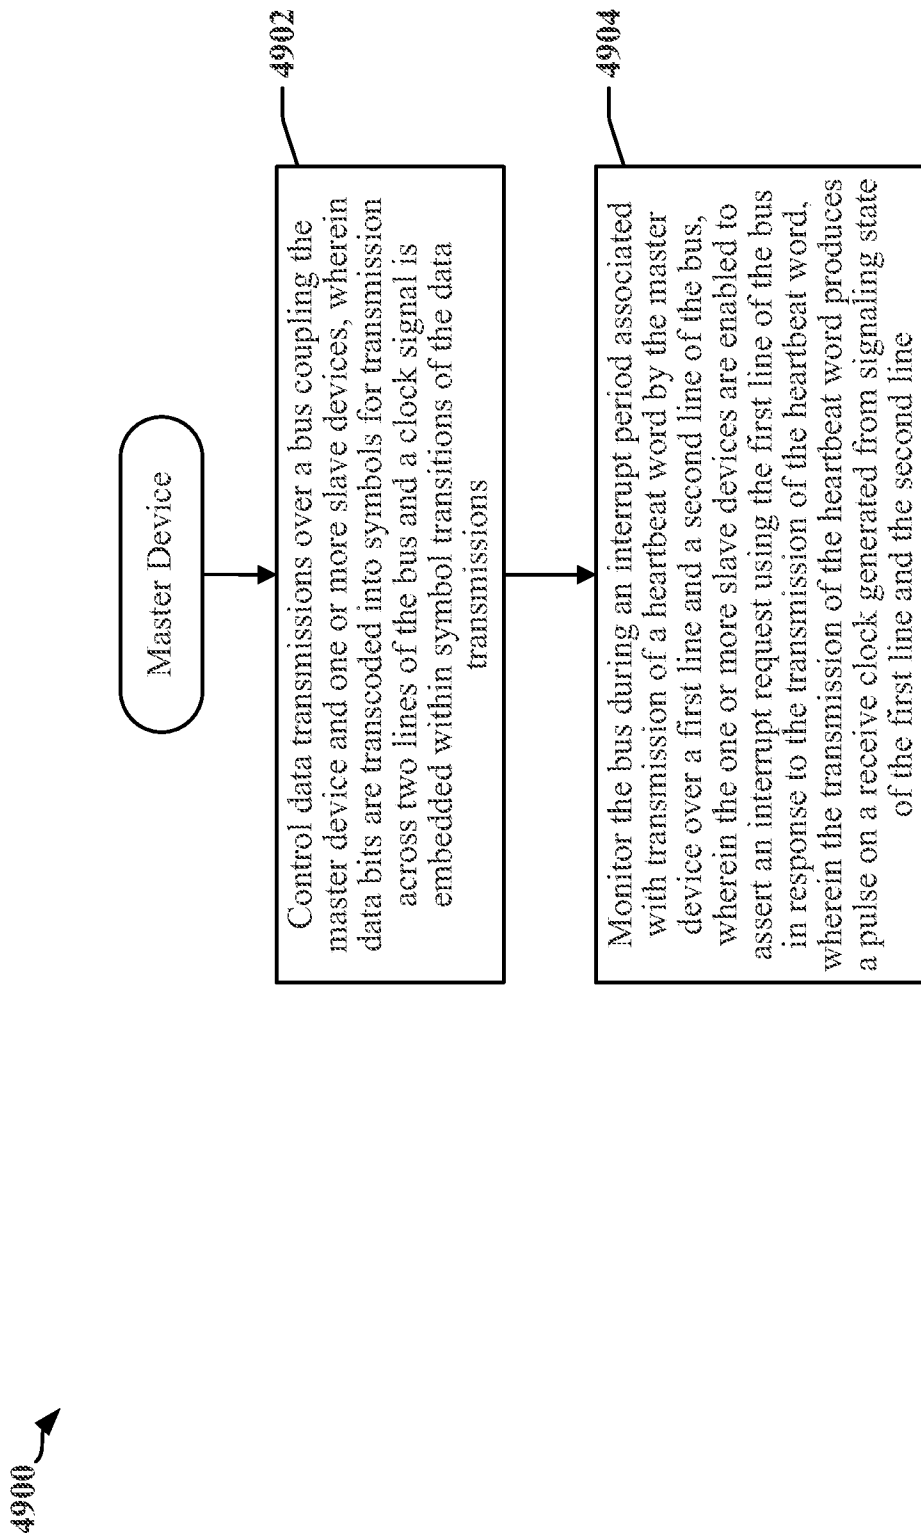 4900
Master Device
4902
Control data transmissions over a bus coupling the
master device and one or more slave devices, wherein
data bits are transcoded into symbols for transmission
across two lines of the bus and a clock signal is
embedded within symbol transitions of the data
transmissions
4904
Monitor the bus during an interrupt period associated
with transmission of a heartbeat word by the master
device over a first line and a second line of the bus,
wherein the one or more slave devices are enabled to
assert an interrupt request using the first line of the bus
in response to the transmission of the heartbeat word,
wherein the transmission of the heartbeat word produces
a pulse on a receive clock generated from signaling state
of the first line and the second line